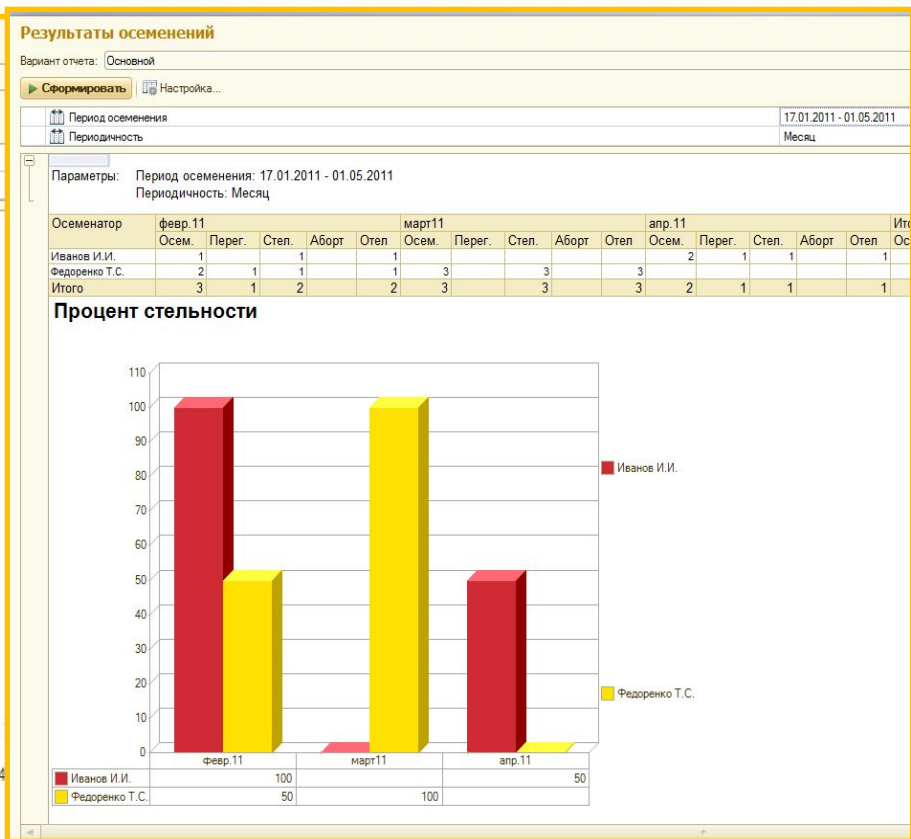 Результаты осеменений
Вариант отчета: Основной
Сформировать Настройка...
Период осеменения 17.01.2011 - 01.05.2011
Периодичность Месяц
Параметры: Период осеменения: 17.01.2011 - 01.05.2011
Периодичность: Месяц
Осеменатор февр.11 март11 апр.11 Ито
Осем. Перег. Стел. Аборт Отел Осем. Перег. Стел. Аборт Отел Осем. Перег. Стел. Аборт Отел Ос
Иванов И.И. 1 1 1 2 1 1 1
Федоренко Т.С. 2 1 1 1 3 3 3
Итого 3 1 2 2 3 3 3 2 1 1 1
Процент стельности
110
100
90
80
70
60
50
40
30
20
10
0
Иванов И.И.
Федоренко Т.С.
февр.11 март11 апр.11
Иванов И.И. 100 50
Федоренко Т.С. 50 100
4